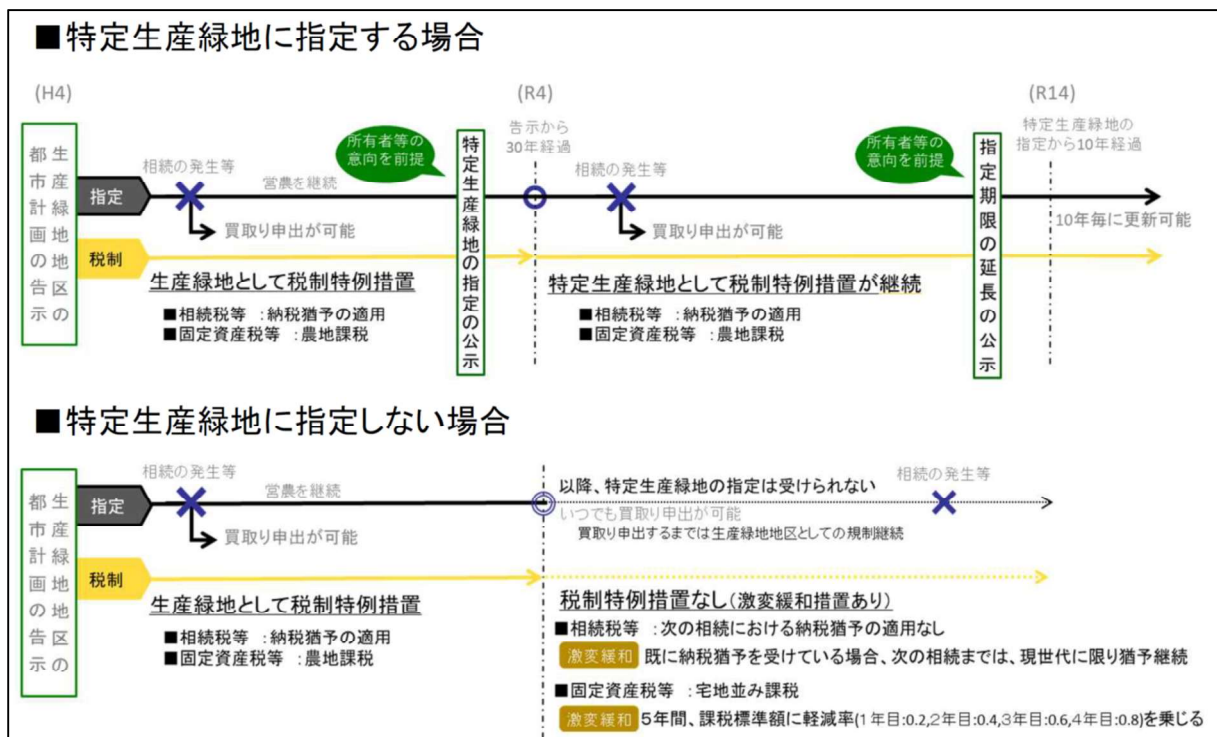 ■特定生産緑地に指定する場合
(H4)
(R4)
(R14)
告示から
30年経過
特定生産緑地の
指定から10年経過
生産緑地地区の
都市計画の告示
指定
相続の発生等
営農を継続
所有者等の
意向を前提
特定生産緑地の指定の公示
相続の発生等
所有者等の
意向を前提
指定期限の延長の公示
買取り申出が可能
買取り申出が可能
10年毎に更新可能
税制
生産緑地として税制特例措置
■相続税等　：納税猶予の適用
■固定資産税等　：農地課税
特定生産緑地として税制特例措置が継続
■相続税等　：納税猶予の適用
■固定資産税等　：農地課税
■特定生産緑地に指定しない場合
生産緑地地区の
都市計画の告示
指定
相続の発生等
営農を継続
買取り申出が可能
以降、特定生産緑地の指定は受けられない
いつでも買取り申出が可能
買取り申出するまでは生産緑地地区としての規制継続
相続の発生等
税制
生産緑地として税制特例措置
■相続税等　：納税猶予の適用
■固定資産税等　：農地課税
税制特例措置なし（激変緩和措置あり）
■相続税等　：次の相続における納税猶予の適用なし
激変緩和　既に納税猶予を受けている場合、次の相続までは、現世代に限り猶予継続
■固定資産税等　：宅地並み課税
激変緩和　５年間、課税標準額に軽減率(1年目:0.2,2年目:0.4,3年目:0.6,4年目:0.8)を乗じる